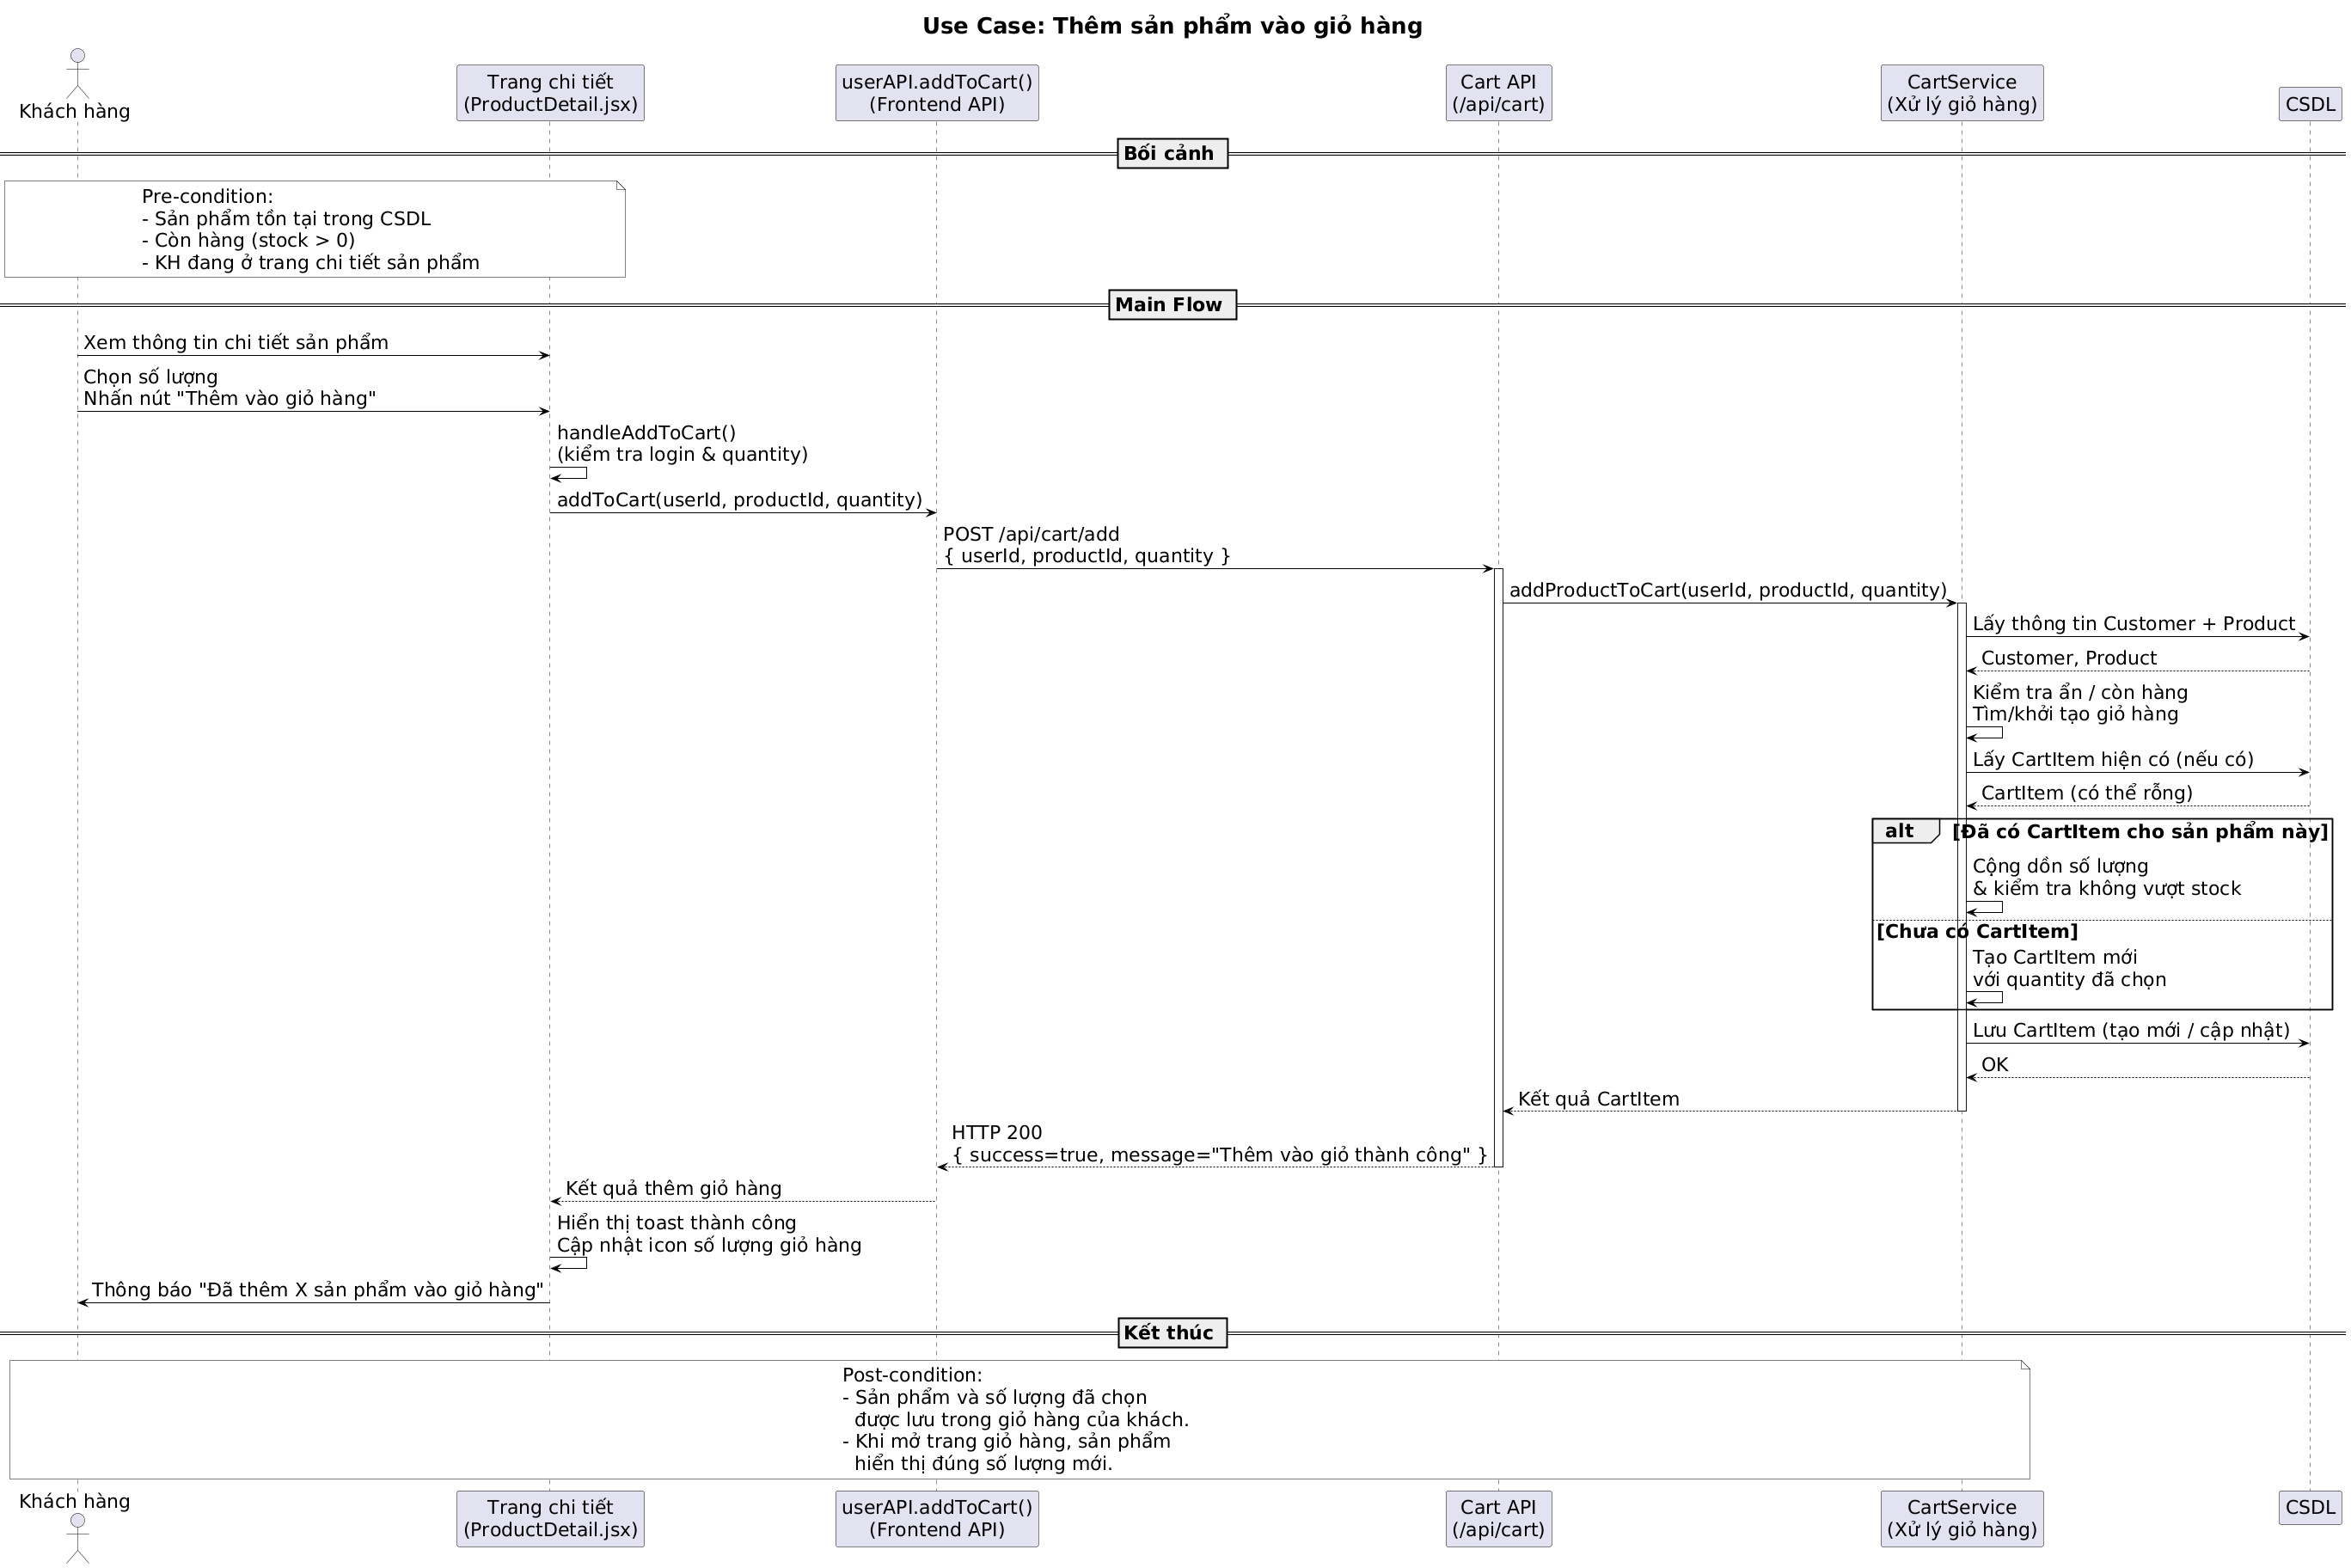 Use Case: Thêm sản phẩm vào giỏ hàng
Khách hàng
Trang chi tiết
(ProductDetail.jsx)
userAPI.addToCart()
(Frontend API)
Cart API
(/api/cart)
CartService
(Xử lý giỏ hàng)
CSDL
Bối cảnh
Pre-condition:
- Sản phẩm tồn tại trong CSDL
- Còn hàng (stock > 0)
- KH đang ở trang chi tiết sản phẩm
Main Flow
Xem thông tin chi tiết sản phẩm
Chọn số lượng
Nhấn nút "Thêm vào giỏ hàng"
handleAddToCart()
(kiểm tra login & quantity)
addToCart(userId, productId, quantity)
POST /api/cart/add
{ userId, productId, quantity }
addProductToCart(userId, productId, quantity)
Lấy thông tin Customer + Product
Customer, Product
Kiểm tra ẩn / còn hàng
Tìm/khởi tạo giỏ hàng
Lấy CartItem hiện có (nếu có)
CartItem (có thể rỗng)
alt [Đã có CartItem cho sản phẩm này]
Cộng dồn số lượng
& kiểm tra không vượt stock
[Chưa có CartItem]
Tạo CartItem mới
với quantity đã chọn
Lưu CartItem (tạo mới / cập nhật)
OK
Kết quả CartItem
HTTP 200
{ success=true, message="Thêm vào giỏ thành công" }
Kết quả thêm giỏ hàng
Hiển thị toast thành công
Cập nhật icon số lượng giỏ hàng
Thông báo "Đã thêm X sản phẩm vào giỏ hàng"
Kết thúc
Post-condition:
- Sản phẩm và số lượng đã chọn
được lưu trong giỏ hàng của khách.
- Khi mở trang giỏ hàng, sản phẩm
hiển thị đúng số lượng mới.
Khách hàng
Trang chi tiết
(ProductDetail.jsx)
userAPI.addToCart()
(Frontend API)
Cart API
(/api/cart)
CartService
(Xử lý giỏ hàng)
CSDL